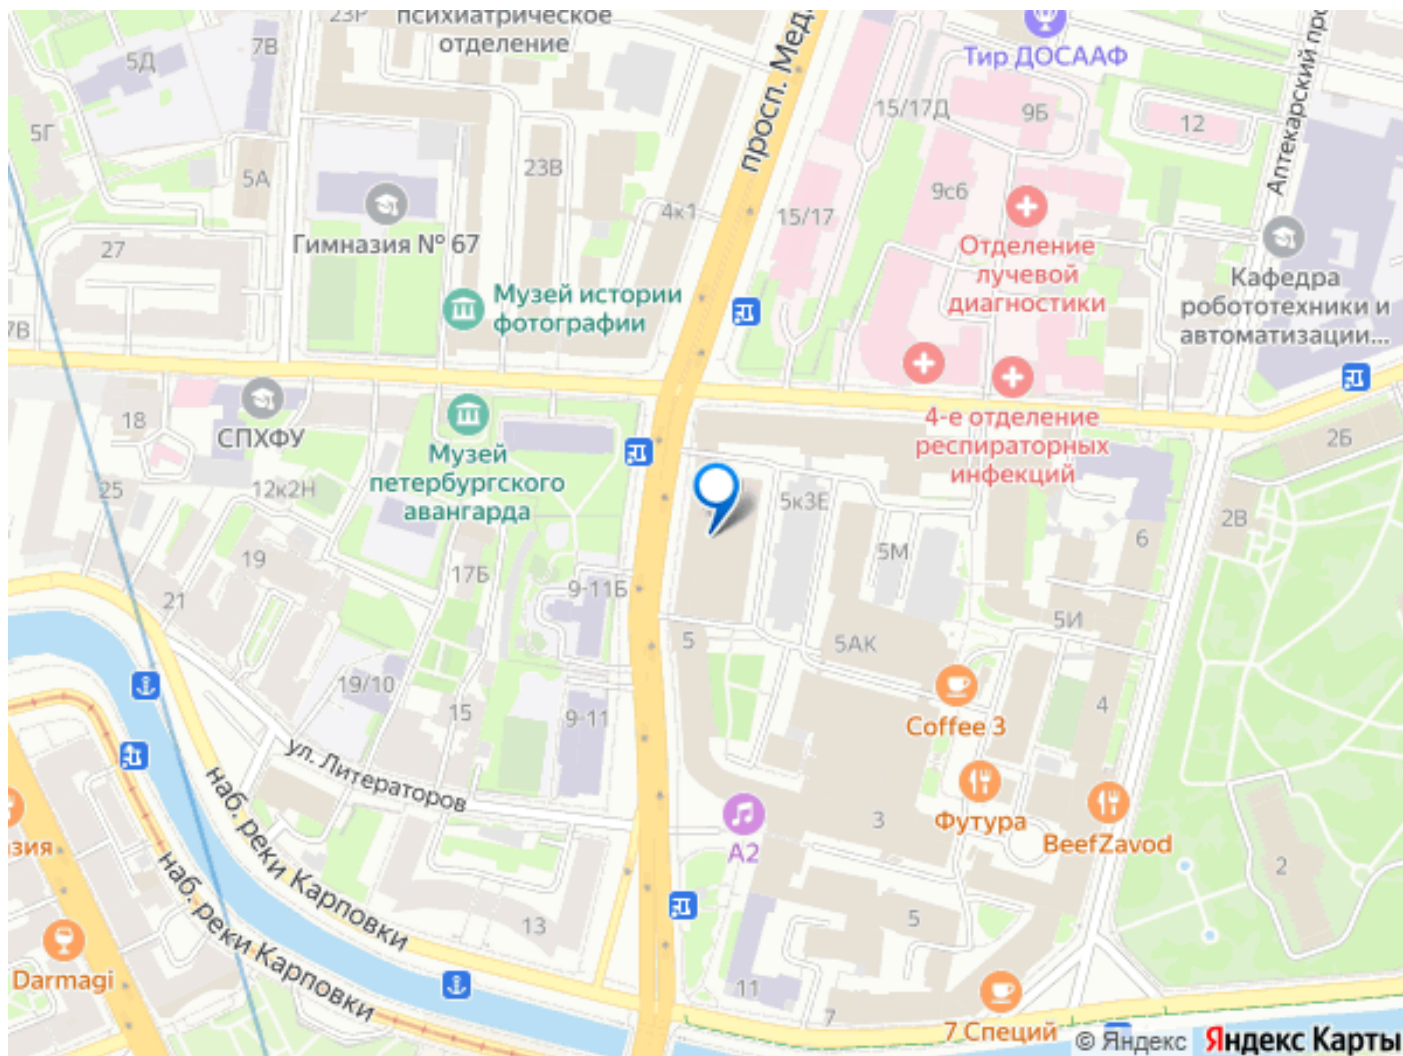 23Р
психиатрическое
отделение
7В
5Д
5Г
5А
23В
4к1
просп. Меда
Тир ДОСААФ
15/17Д
9Б
12
Аптекарский про
9с6
15/17
Гимназия № 67
27
7В
Музей истории
фотографии
Отделение
лучевой
диагностики
Кафедра
робототехники и
автоматизации...
18
СПХФУ
25
12к2Н
Музей
петербургского
авангарда
4-е отделение
респираторных
инфекций
2Б
2В
6
5к3Е
5М
5И
5АК
5
19
21
17Б
9-11Б
19/10
15
9-11
ул. Литераторов
наб. реки Карповки
наб. реки Карповки
13
Coffee 3
4
Футура
BeefZavod
3
А2
5
2
11
7
7 Специй
зия
Darmagi
© Яндекс Яндекс Карты